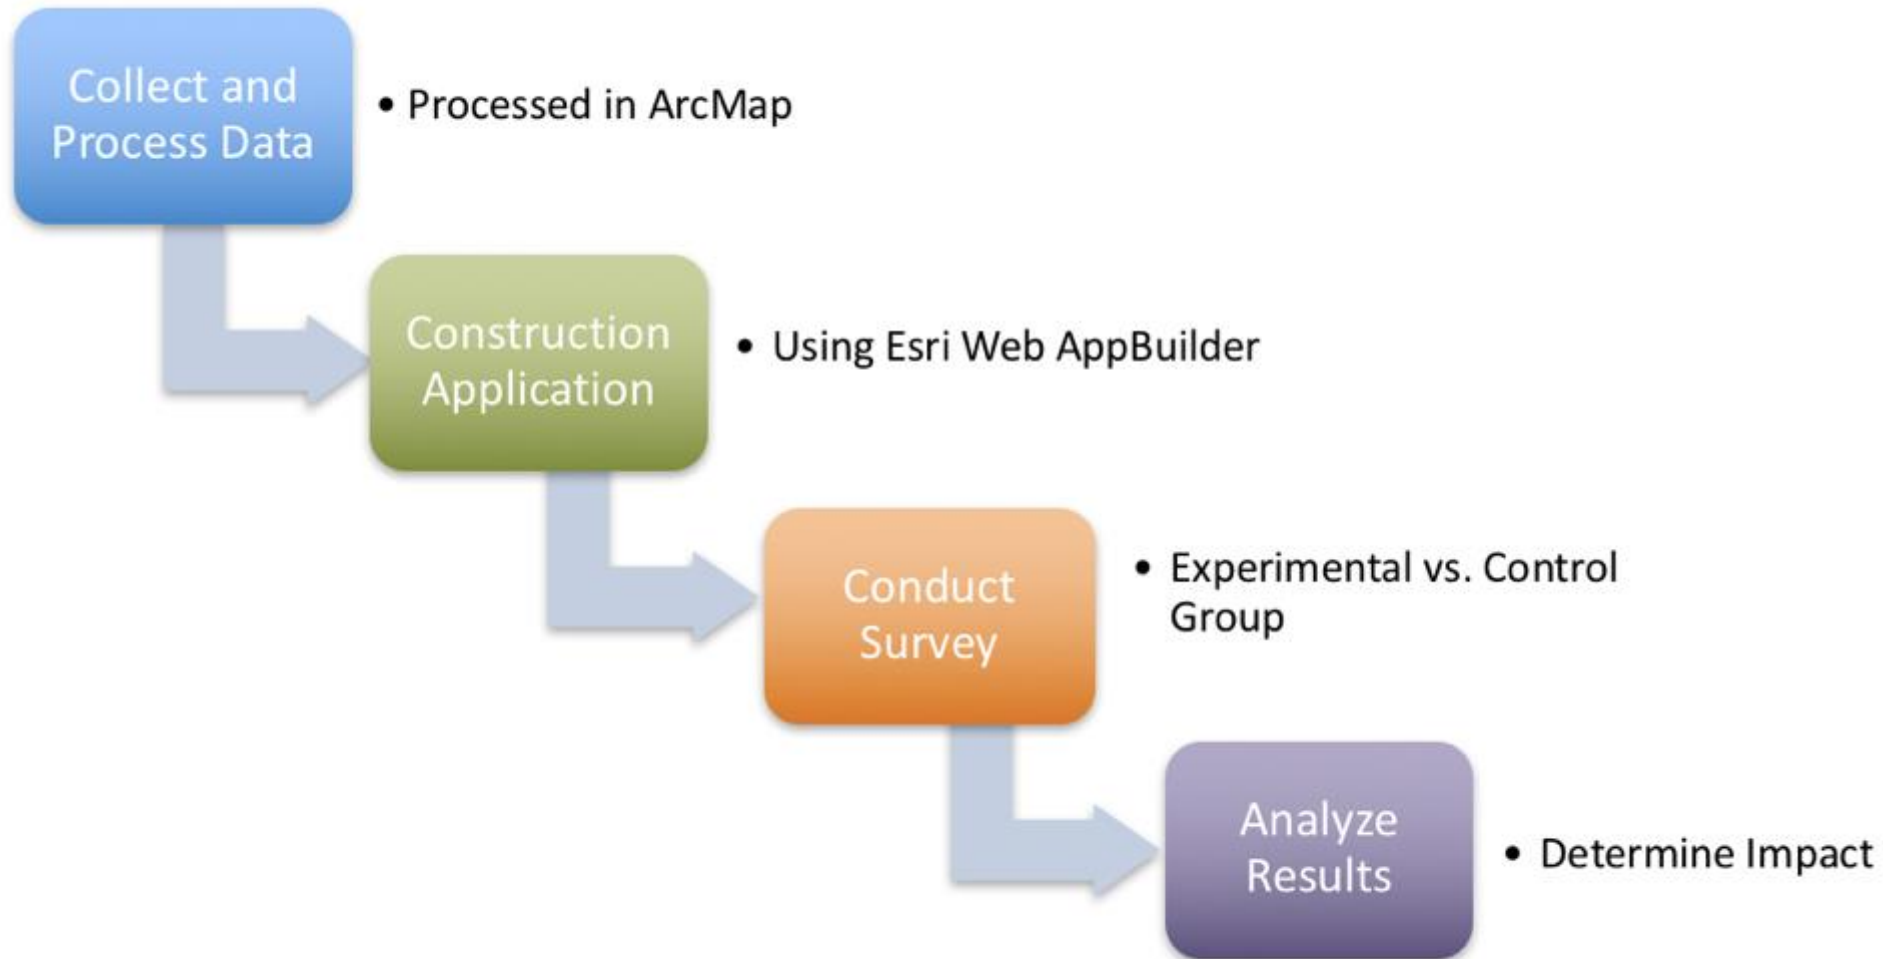 Collect and
Process Data
• Processed in ArcMap
Construction
Application
• Using Esri Web AppBuilder
Conduct
Survey
• Experimental vs. Control
Group
Analyze
Results
• Determine Impact